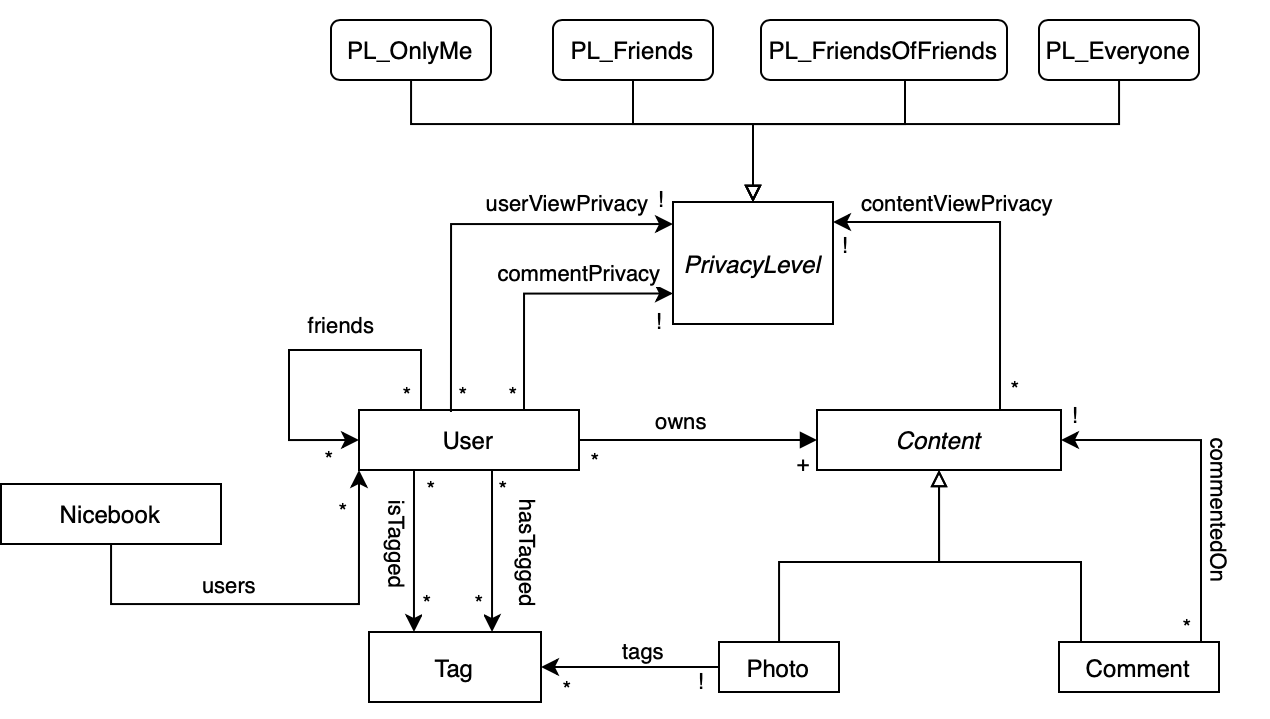 PL_OnlyMe
PL_Friends
PL_FriendsOfFriends
PL_Everyone
userViewPrivacy
!
contentViewPrivacy
!
PrivacyLevel
commentPrivacy
!
friends
*
*
*
*
User
*
owns
*
+
Content
!
*
commentedOn
*
Nicebook
users
*
isTagged
*
*
hasTagged
*
*
Tag
tags
*
!
Photo
Comment